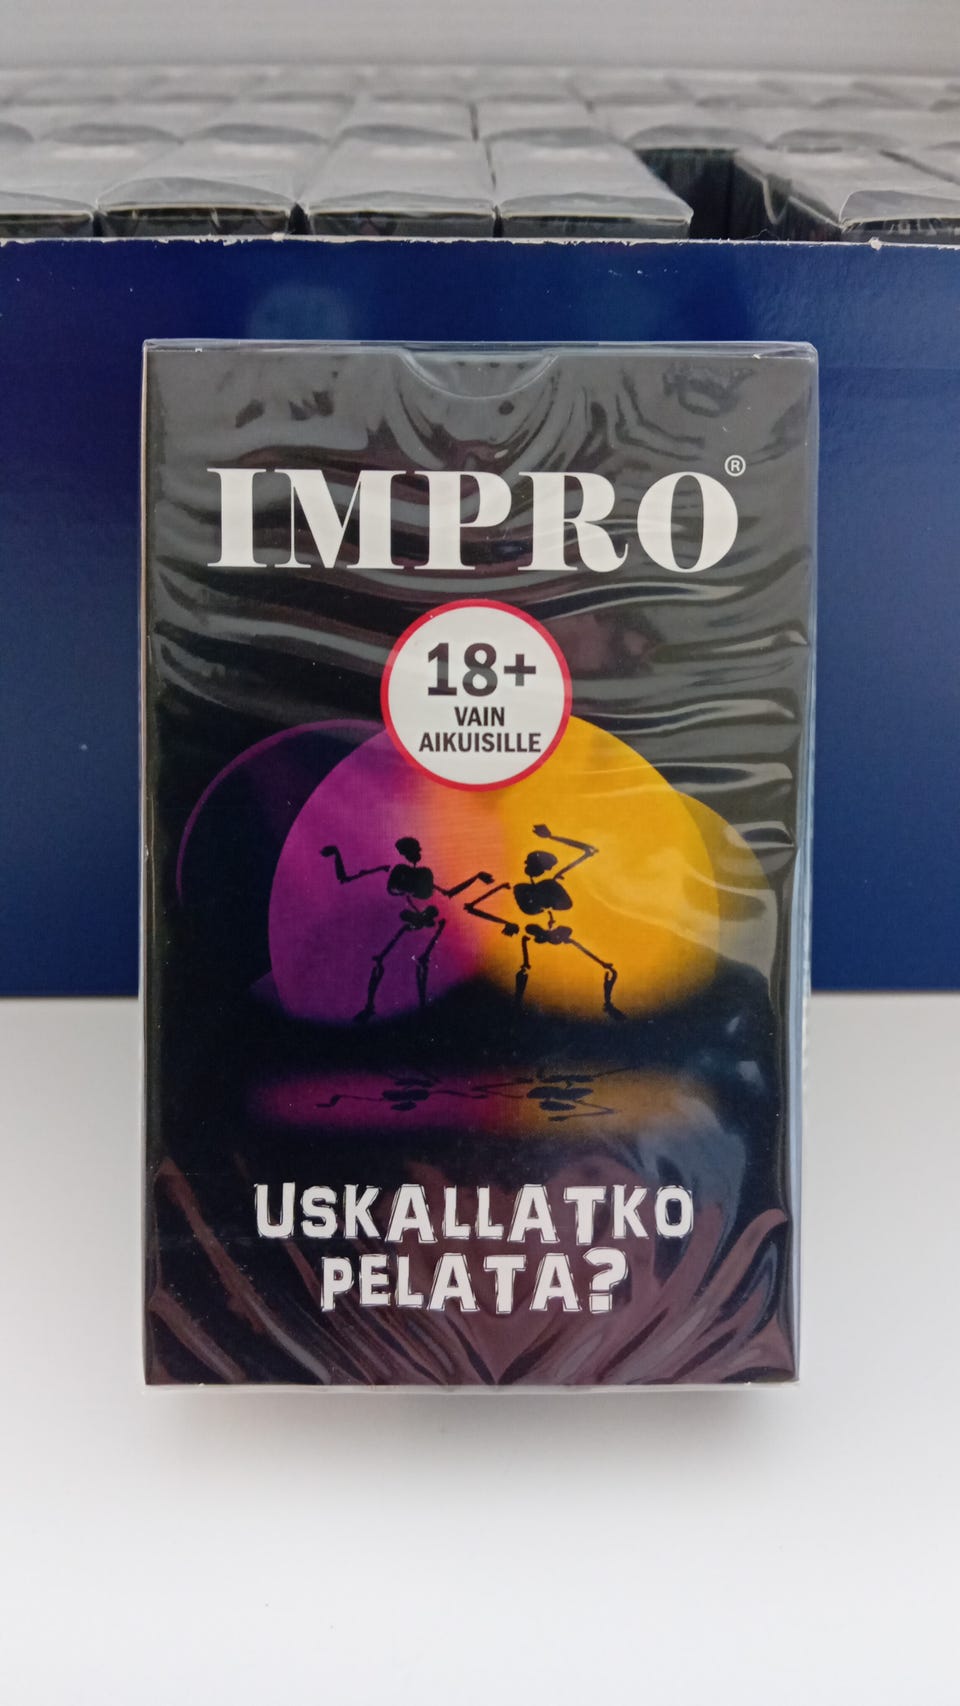 IMPRO®
18+
VAIN
AIKUISILLE
USKALLATKO
PELATA?